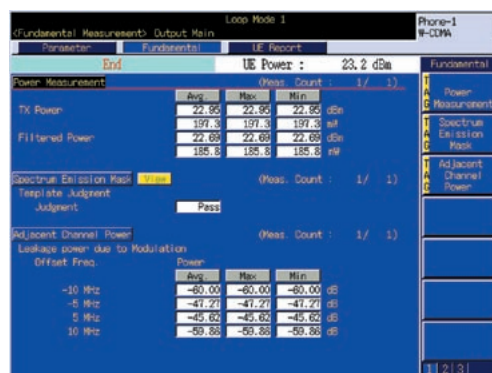 Loop Mode 1
Phone-1
<Fundamental Measurement> Output Main
W-CDMA
Parameter Fundamental UE Report
End UE Power : 23.2 dBm
Fundamental
Power Measurement (Meas. Count : 1/ 1)
Avg. Max Min
TX Power 22.95 22.95 22.95 dBm
197.3 197.3 197.3 mW
Filtered Power 22.69 22.69 22.69 dBm
185.8 185.8 185.8 mW
Spectrum Emission Mask View (Meas. Count : 1/ 1)
Template Judgment
Judgment Pass
Adjacent Channel Power (Meas. Count : 1/ 1)
Leakage power due to Modulation
Offset Freq. Power
Avg. Max Min
-10 MHz -60.00 -60.00 -60.00 dB
-5 MHz -47.27 -47.27 -47.27 dB
5 MHz -45.62 -45.62 -45.62 dB
10 MHz -59.86 -59.86 -59.86 dB
TAG Power Measurement
TAG Spectrum Emission Mask
TAG Adjacent Channel Power
1 2 3